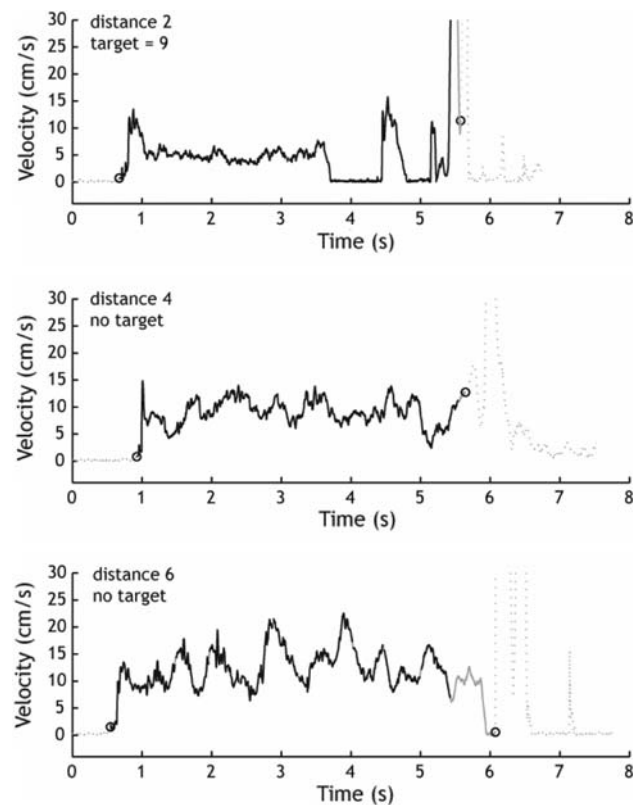 distance 2
target = 9
30
25
20
15
10
5
0
Velocity (cm/s)
0 1 2 3 4 5 6 7 8
Time (s)
distance 4
no target
30
25
20
15
10
5
0
Velocity (cm/s)
0 1 2 3 4 5 6 7 8
Time (s)
distance 6
no target
30
25
20
15
10
5
0
Velocity (cm/s)
0 1 2 3 4 5 6 7 8
Time (s)